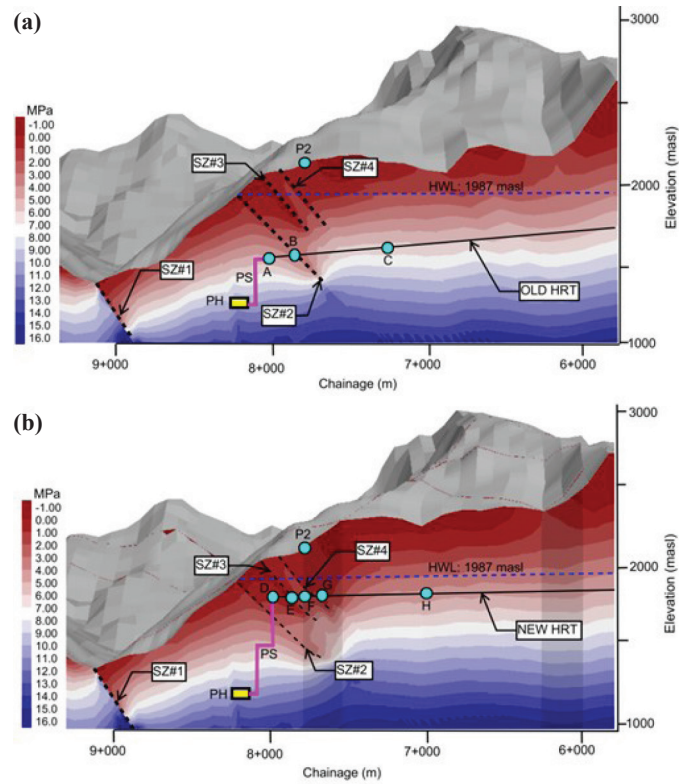 (a)
MPa
-1.00
0.00
1.00
2.00
3.00
4.00
5.00
6.00
7.00
8.00
9.00
10.0
11.0
12.0
13.0
14.0
15.0
16.0
SZ#3
P2
SZ#4
HWL: 1987 masl
SZ#1
PS
A
B
C
PH
SZ#2
OLD HRT
3000
2000
1000
Elevation (masl)
9+000
8+000
7+000
6+000
Chainage (m)
(b)
MPa
-1.00
0.00
1.00
2.00
3.00
4.00
5.00
6.00
7.00
8.00
9.00
10.0
11.0
12.0
13.0
14.0
15.0
16.0
P2
SZ#3
SZ#4
HWL: 1987 masl
D
E
F
G
H
NEW HRT
SZ#1
PS
SZ#2
PH
3000
2000
1000
Elevation (masl)
9+000
8+000
7+000
6+000
Chainage (m)